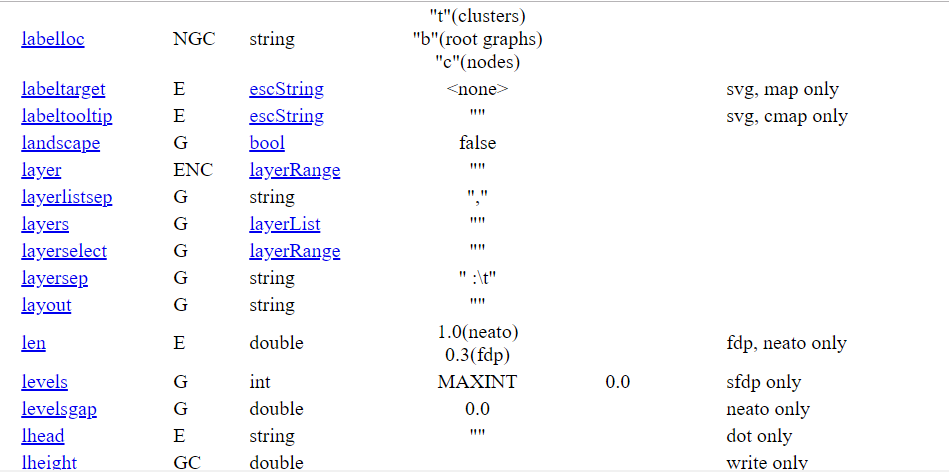 labelloc NGC string "t"(clusters)
"b"(root graphs)
"c"(nodes)
labeltarget E escString <none> svg, map only
labeltooltip E escString "" svg, cmap only
landscape G bool false
layer ENC layerRange ""
layerlistsep G string ","
layers G layerList ""
layerselect G layerRange ""
layersep G string " :\t"
layout G string ""
len E double 1.0(neato)
0.3(fdp) fdp, neato only
levels G int MAXINT 0.0 sfdp only
levelsgap G double 0.0 neato only
lhead E string "" dot only
lheight GC double write only